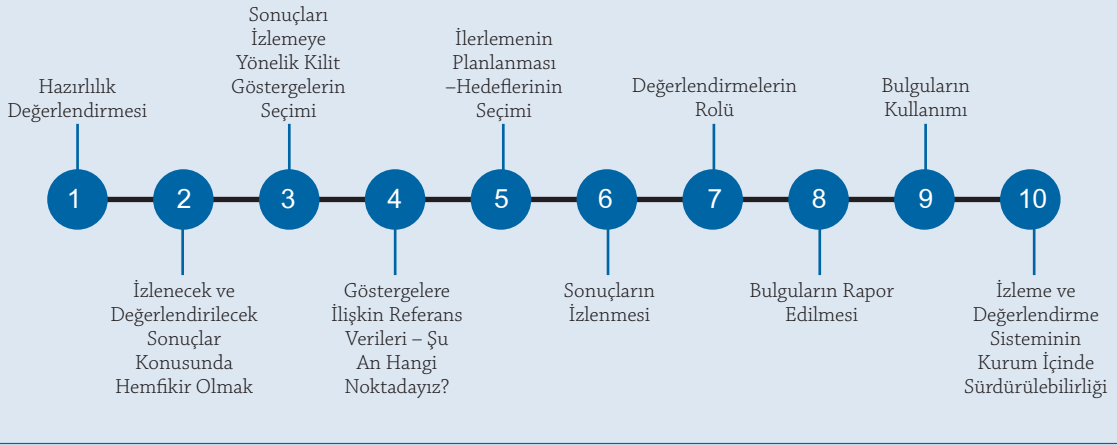 Hazırlılık
Değerlendirmesi
1
İzlenecek ve
Değerlendirilecek
Sonuçlar
Konusunda
Hemfikir Olmak
2
Sonuçları
İzlemeye
Yönelik Kilit
Göstergelerin
Seçimi
3
Göstergelere
İlişkin Referans
Verileri – Şu
An Hangi
Noktadayız?
4
İlerlemenin
Planlanması
–Hedeflerinin
Seçimi
5
Sonuçların
İzlenmesi
6
Değerlendirmelerin
Rolü
7
Bulguların Rapor
Edilmesi
8
Bulguların
Kullanımı
9
İzleme ve
Değerlendirme
Sisteminin
Kurum İçinde
Sürdürülebilirliği
10